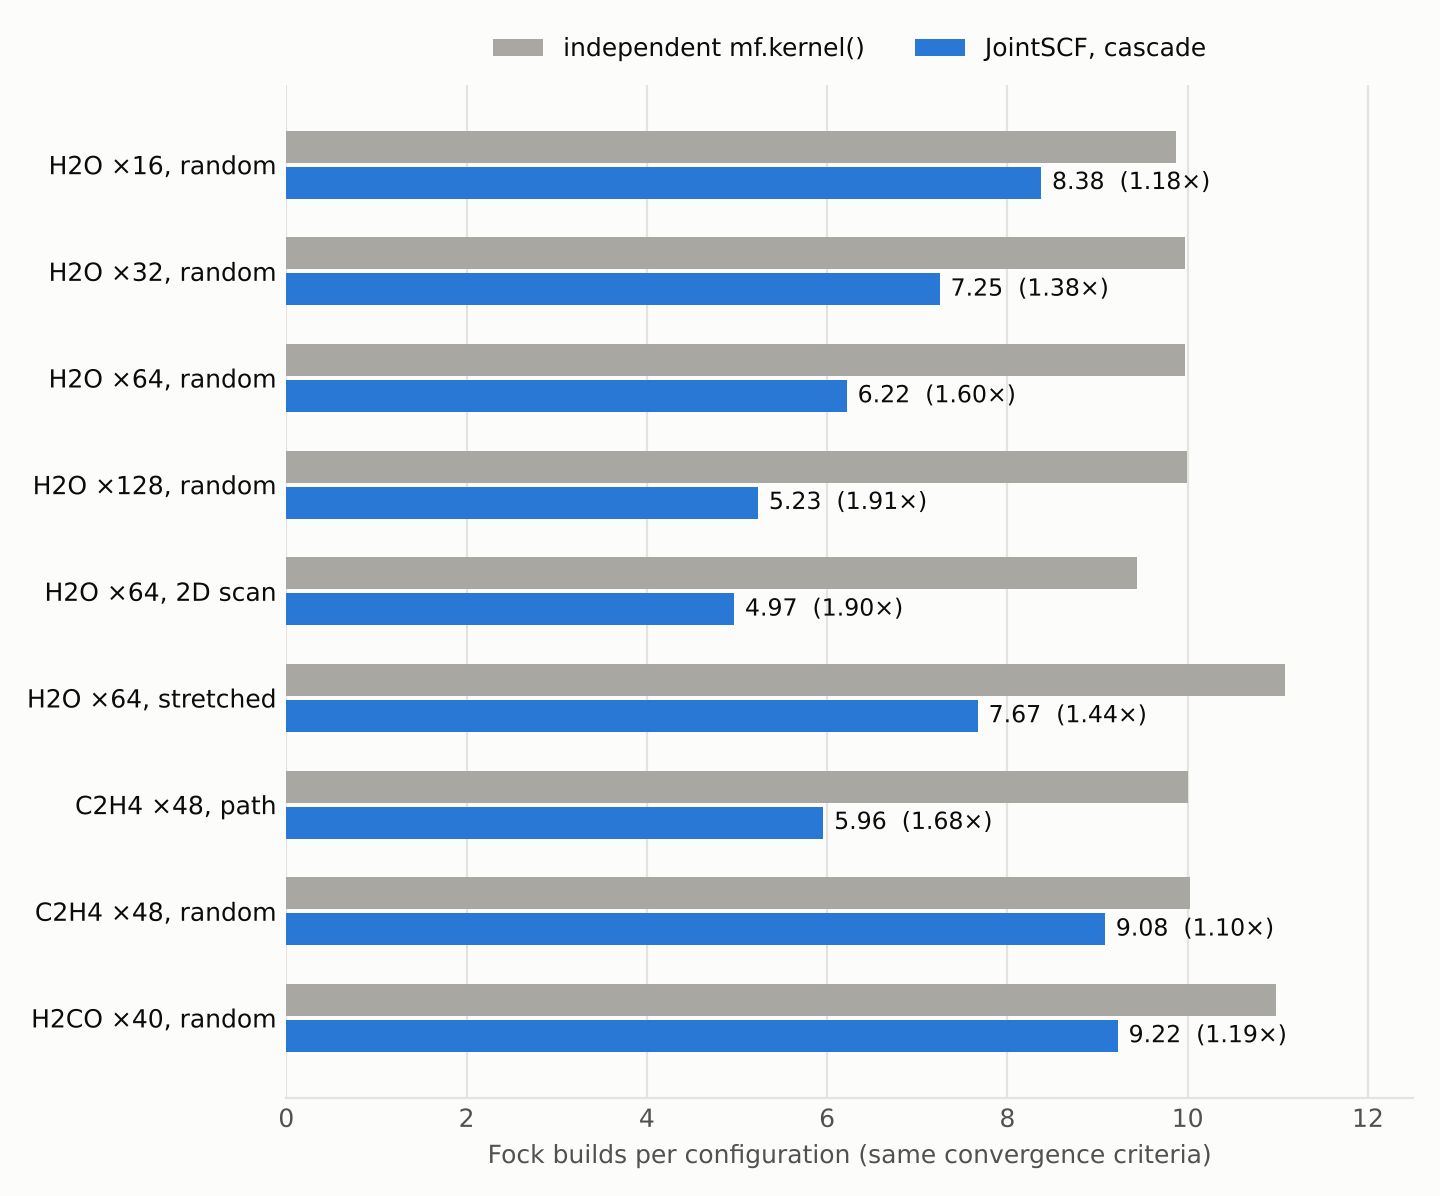 independent mf.kernel() JointSCF, cascade
H2O ×16, random
8.38 (1.18×)
H2O ×32, random
7.25 (1.38×)
H2O ×64, random
6.22 (1.60×)
H2O ×128, random
5.23 (1.91×)
H2O ×64, 2D scan
4.97 (1.90×)
H2O ×64, stretched
7.67 (1.44×)
C2H4 ×48, path
5.96 (1.68×)
C2H4 ×48, random
9.08 (1.10×)
H2CO ×40, random
9.22 (1.19×)
0 2 4 6 8 10 12
Fock builds per configuration (same convergence criteria)